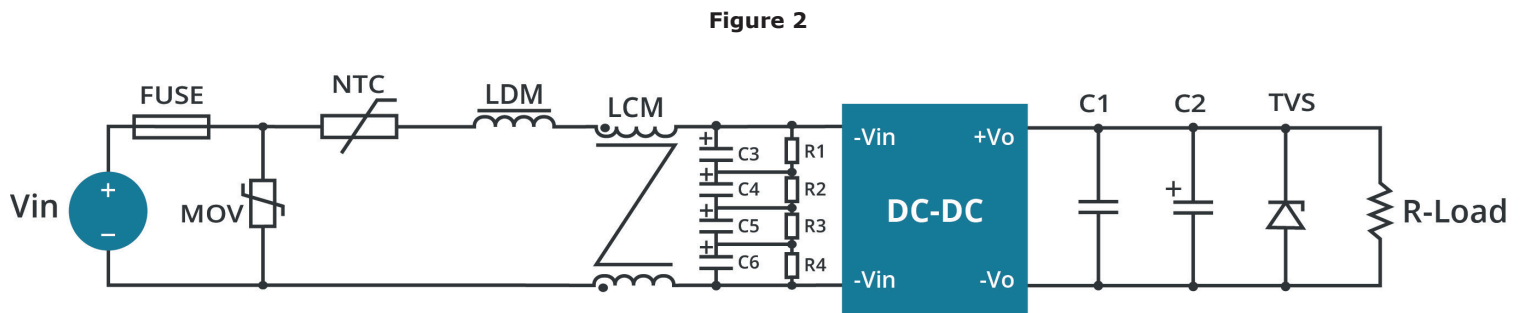 Figure 2
FUSE
NTC
LDM
LCM
C1
C2
TVS
+
C3
R1
-Vin
+Vo
+
C4
R2
Vin
+
−
MOV
DC-DC
+
R-Load
+
C5
R3
+
C6
R4
-Vin
-Vo